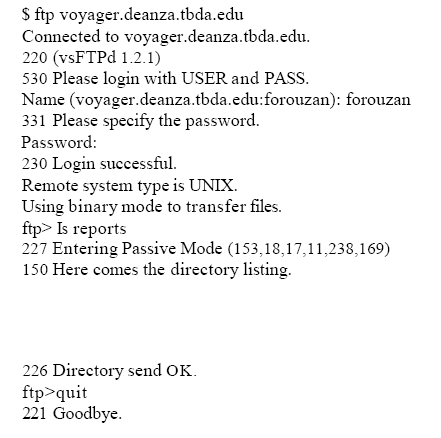 $ ftp voyager.deanza.tbda.edu
Connected to voyager.deanza.tbda.edu.
220 (vsFTPd 1.2.1)
530 Please login with USER and PASS.
Name (voyager.deanza.tbda.edu:forouzan): forouzan
331 Please specify the password.
Password:
230 Login successful.
Remote system type is UNIX.
Using binary mode to transfer files.
ftp> Is reports
227 Entering Passive Mode (153,18,17,11,238,169)
150 Here comes the directory listing.
226 Directory send OK.
ftp>quit
221 Goodbye.